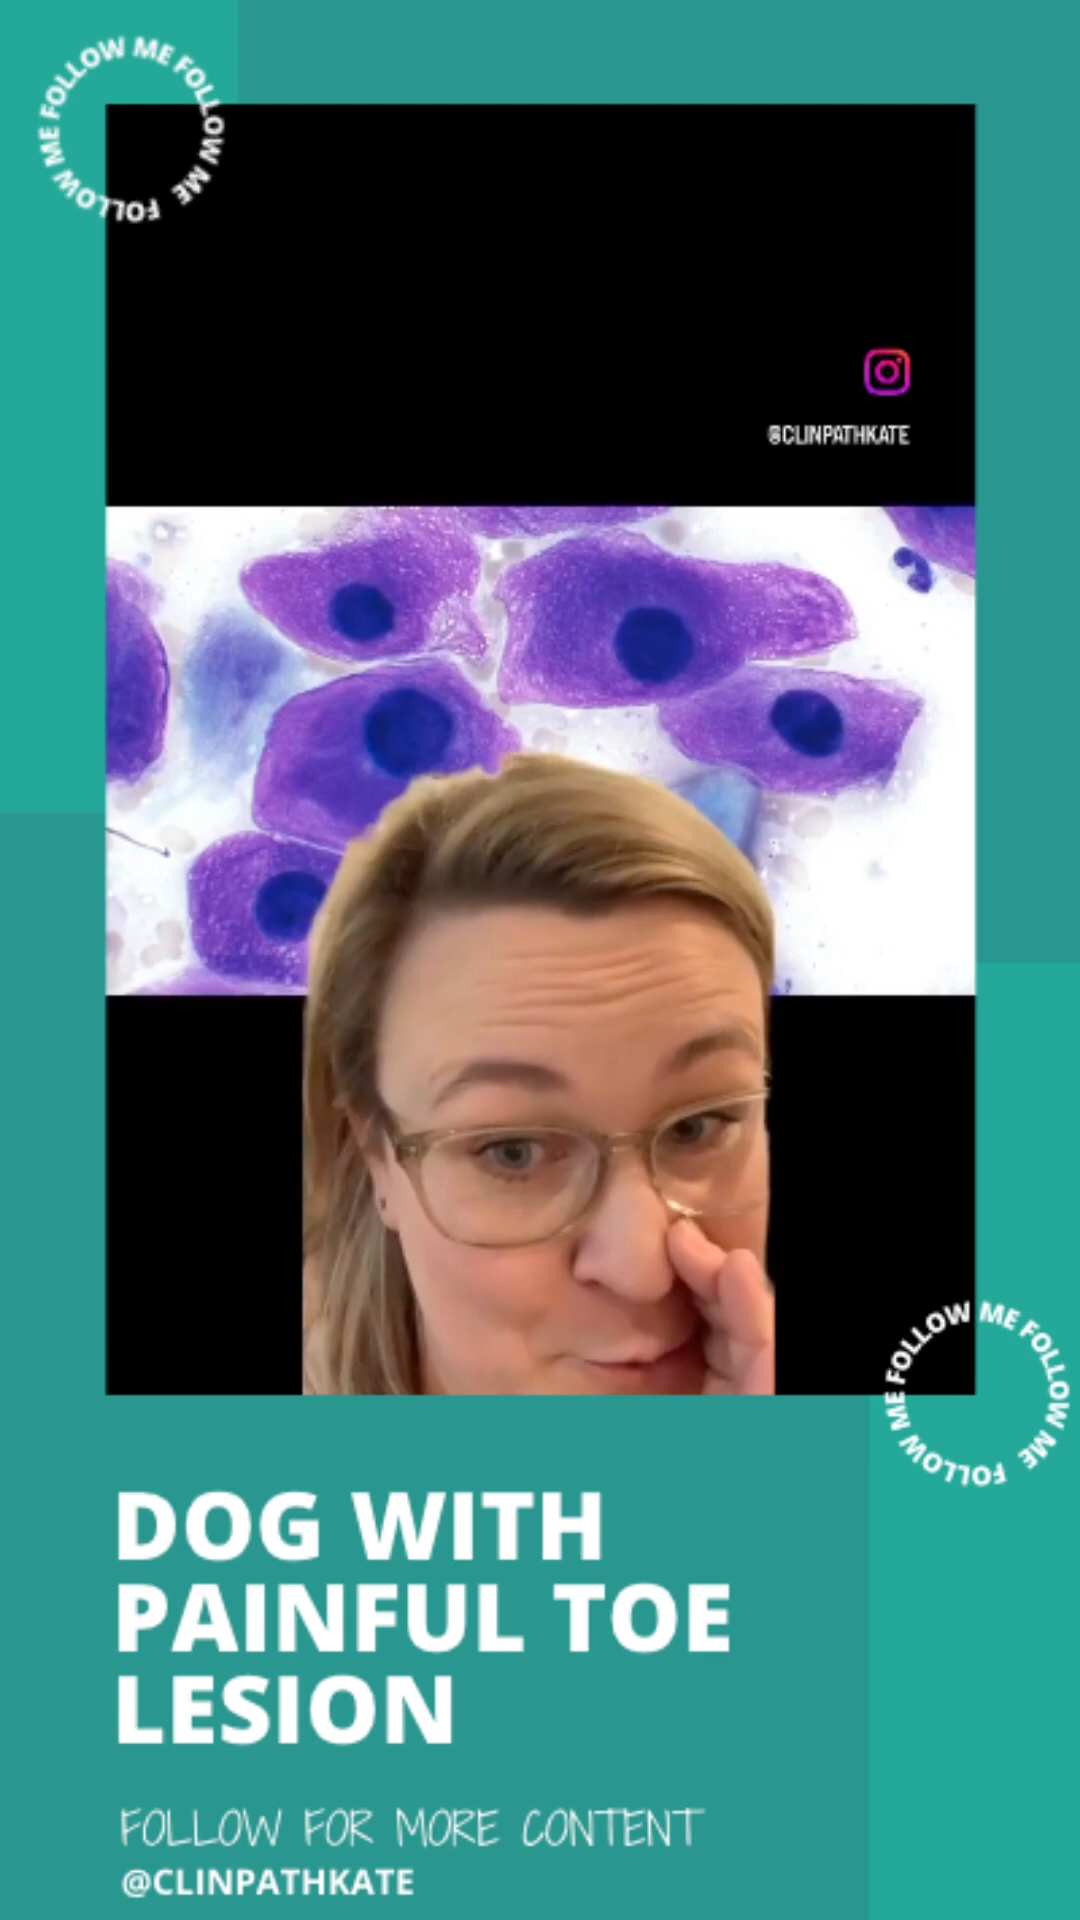 FOLLOW ME FOLLOW ME FOLLOW ME
@CLINPATHKATE
FOLLOW ME FOLLOW ME FOLLOW ME
DOG WITH
PAINFUL TOE
LESION
FOLLOW FOR MORE CONTENT
@CLINPATHKATE